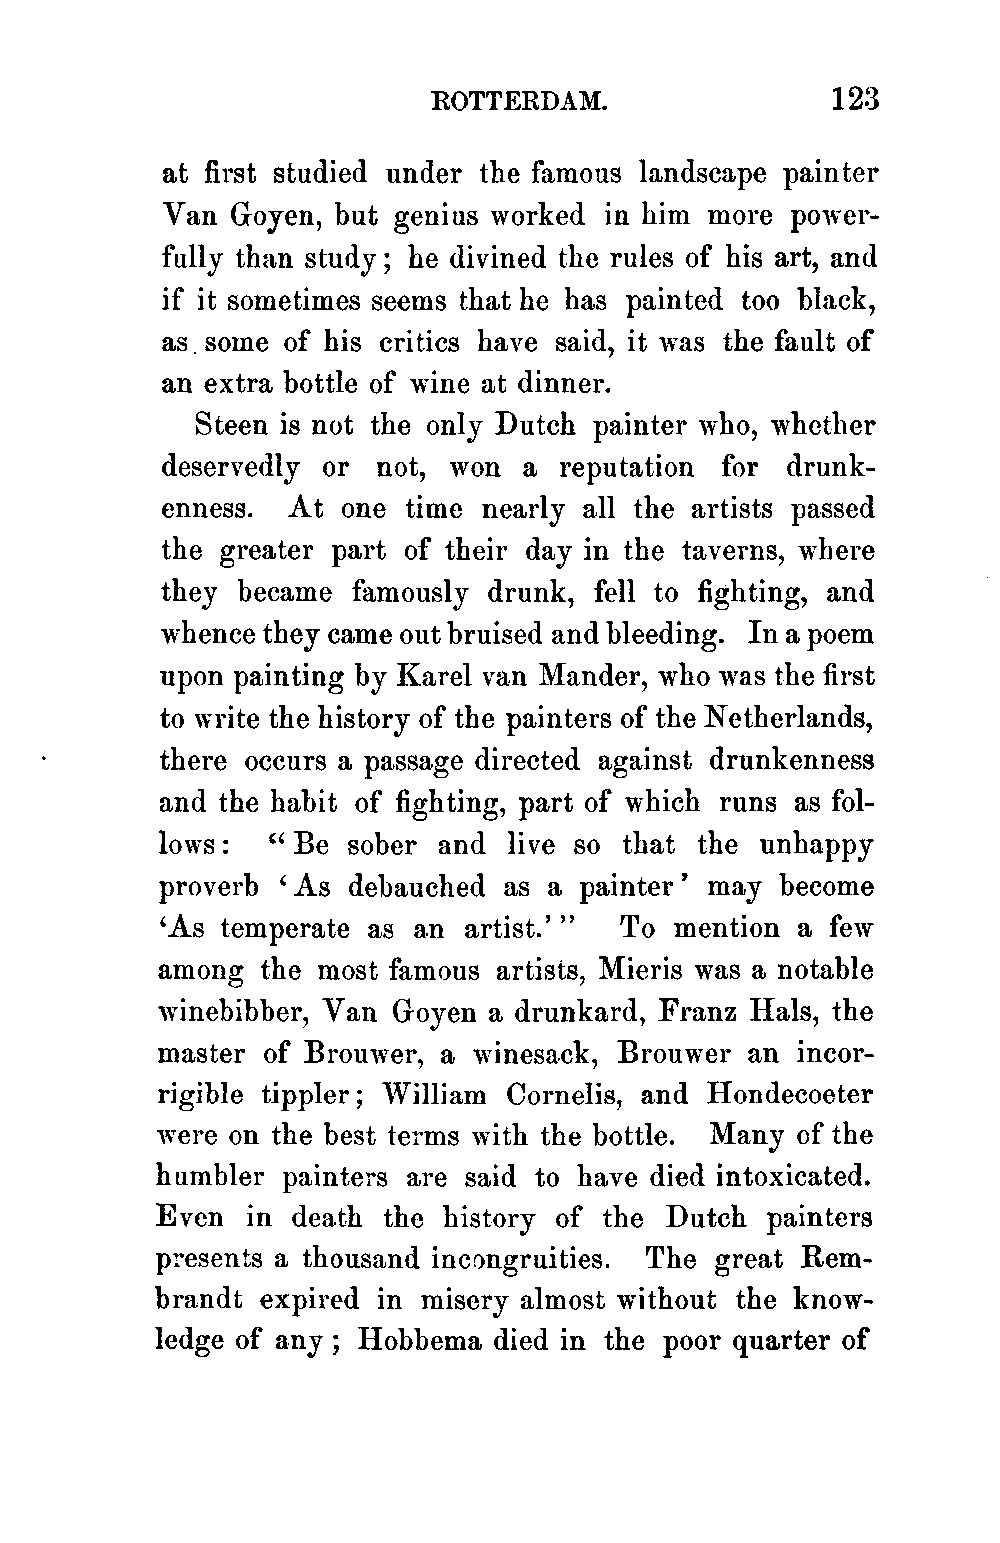 ROTTERDAM. 123
at first studied under the famous landscape painter
Van Goyen, but genius worked in him more power-
fully than study; he divined the rules of his art, and
if it sometimes seems that he has painted too black,
as some of his critics have said, it was the fault of
an extra bottle of wine at dinner.
Steen is not the only Dutch painter who, whether
deservedly or not, won a reputation for drunk-
enness. At one time nearly all the artists passed
the greater part of their day in the taverns, where
they became famously drunk, fell to fighting, and
whence they came out bruised and bleeding. In a poem
upon painting by Karel van Mander, who was the first
to write the history of the painters of the Netherlands,
there occurs a passage directed against drunkenness
and the habit of fighting, part of which runs as fol-
lows: "Be sober and live so that the unhappy
proverb 'As debauched as a painter' may become
'As temperate as an artist.'" To mention a few
among the most famous artists, Mieris was a notable
winebibber, Van Goyen a drunkard, Franz Hals, the
master of Brouwer, a winesack, Brouwer an incor-
rigible tippler; William Cornelis, and Hondecoeter
were on the best terms with the bottle. Many of the
humbler painters are said to have died intoxicated.
Even in death the history of the Dutch painters
presents a thousand incongruities. The great Rem-
brandt expired in misery almost without the know-
ledge of any; Hobbema died in the poor quarter of